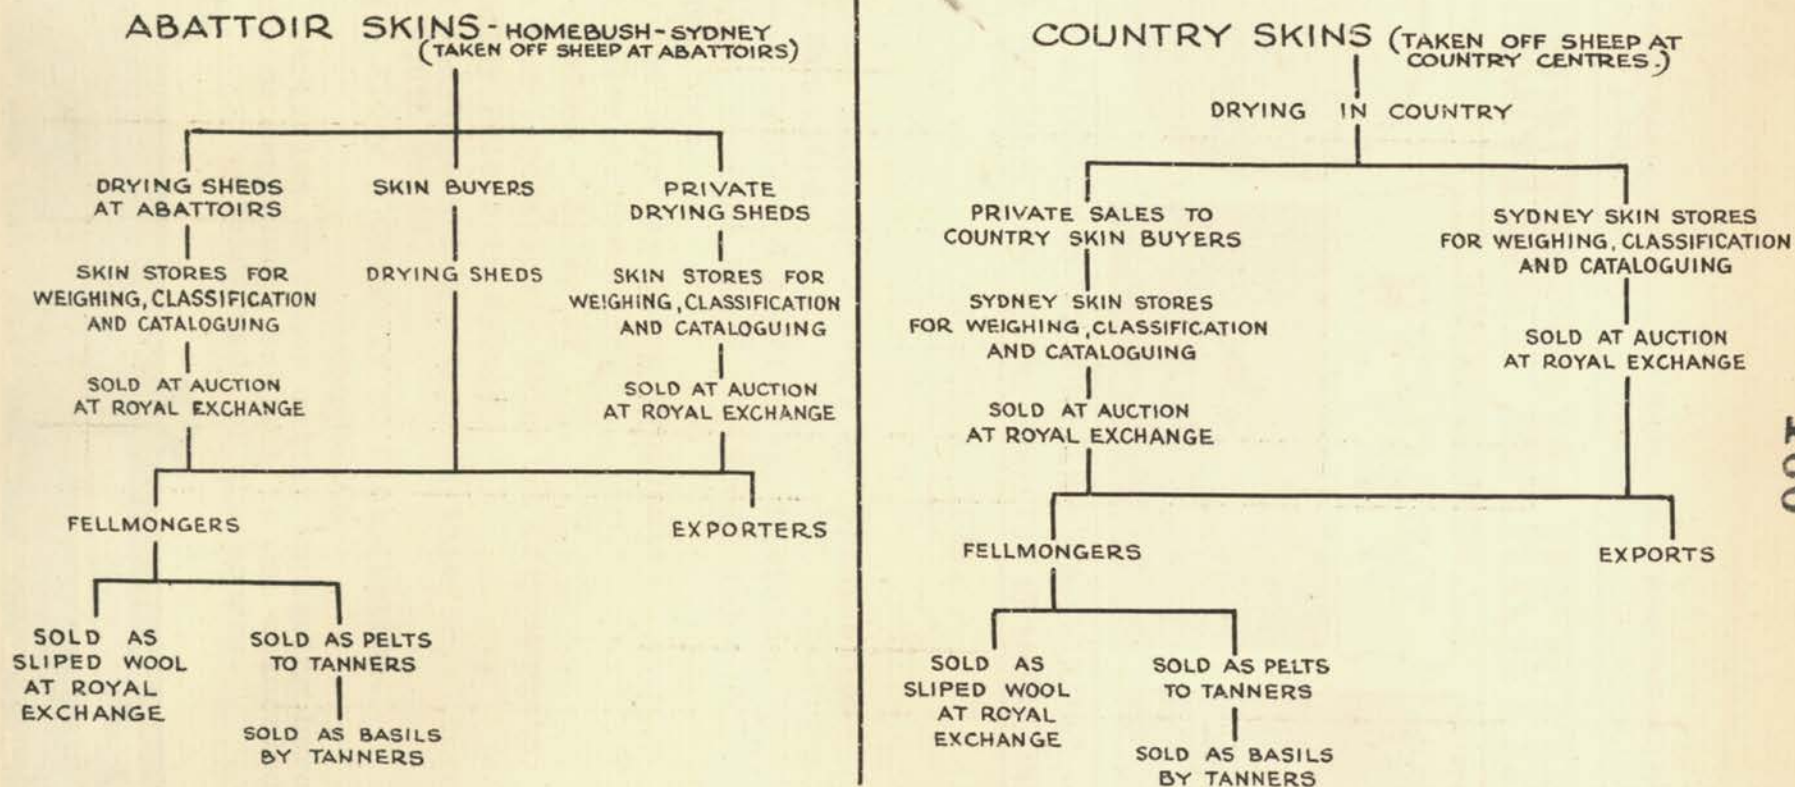 ABATTOIR SKINS - HOMEBUSH - SYDNEY
(TAKEN OFF SHEEP AT ABATTOIRS)
DRYING SHEDS
AT ABATTOIRS
SKIN STORES FOR
WEIGHING, CLASSIFICATION
AND CATALOGUING
SOLD AT AUCTION
AT ROYAL EXCHANGE
SKIN BUYERS
DRYING SHEDS
PRIVATE
DRYING SHEDS
SKIN STORES FOR
WEIGHING, CLASSIFICATION
AND CATALOGUING
SOLD AT AUCTION
AT ROYAL EXCHANGE
FELLMONGERS
EXPORTERS
SOLD AS
SLIPED WOOL
AT ROYAL
EXCHANGE
SOLD AS PELTS
TO TANNERS
SOLD AS BASILS
BY TANNERS
COUNTRY SKINS (TAKEN OFF SHEEP AT
COUNTRY CENTRES.)
DRYING IN COUNTRY
PRIVATE SALES TO
COUNTRY SKIN BUYERS
SYDNEY SKIN STORES
FOR WEIGHING, CLASSIFICATION
AND CATALOGUING
SOLD AT AUCTION
AT ROYAL EXCHANGE
SYDNEY SKIN STORES
FOR WEIGHING, CLASSIFICATION
AND CATALOGUING
SOLD AT AUCTION
AT ROYAL EXCHANGE
FELLMONGERS
EXPORTS
SOLD AS
SLIPED WOOL
AT ROYAL
EXCHANGE
SOLD AS PELTS
TO TANNERS
SOLD AS BASILS
BY TANNERS